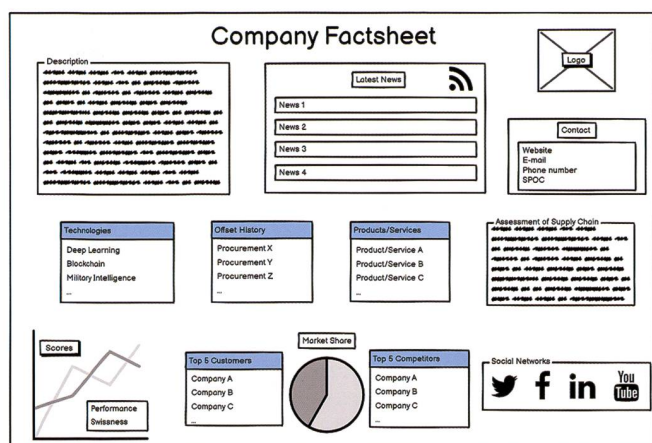 Company Factsheet
Description
Latest News
News 1
News 2
News 3
News 4
Logo
Contact
Website
E-mail
Phone number
SPOC
Technologies
Deep Learning
Blockchain
Military Intelligence
...
Offset History
Procurement X
Procurement Y
Procurement Z
...
Products/Services
Product/Service A
Product/Service B
Product/Service C
...
Assessment of Supply Chain
Scores
Performance
Swissness
Top 5 Customers
Company A
Company B
Company C
...
Market Share
Top 5 Competitors
Company A
Company B
Company C
...
Social Networks
f
in
You
Tube